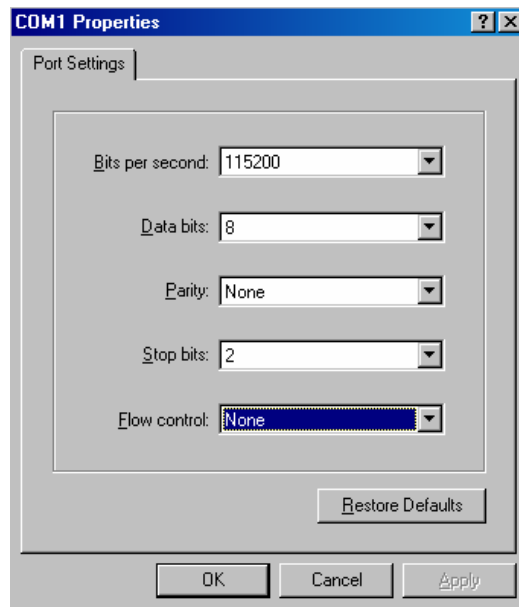 COM1 Properties
Port Settings
Bits per second: 115200
Data bits: 8
Parity: None
Stop bits: 2
Flow control: None
Restore Defaults
OK Cancel Apply